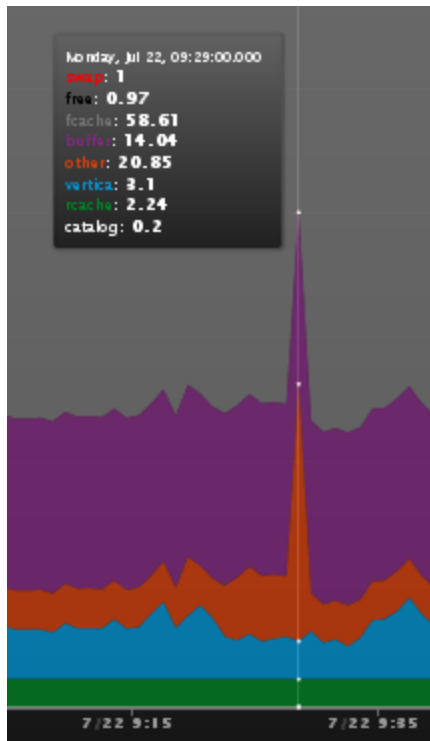 Monday, Jul 22, 09:29:00.000
swap: 1
free: 0.97
fcache: 58.61
buffer: 14.04
other: 20.85
vertica: 3.1
rcache: 2.24
catalog: 0.2
7/22 9:15
7/22 9:35